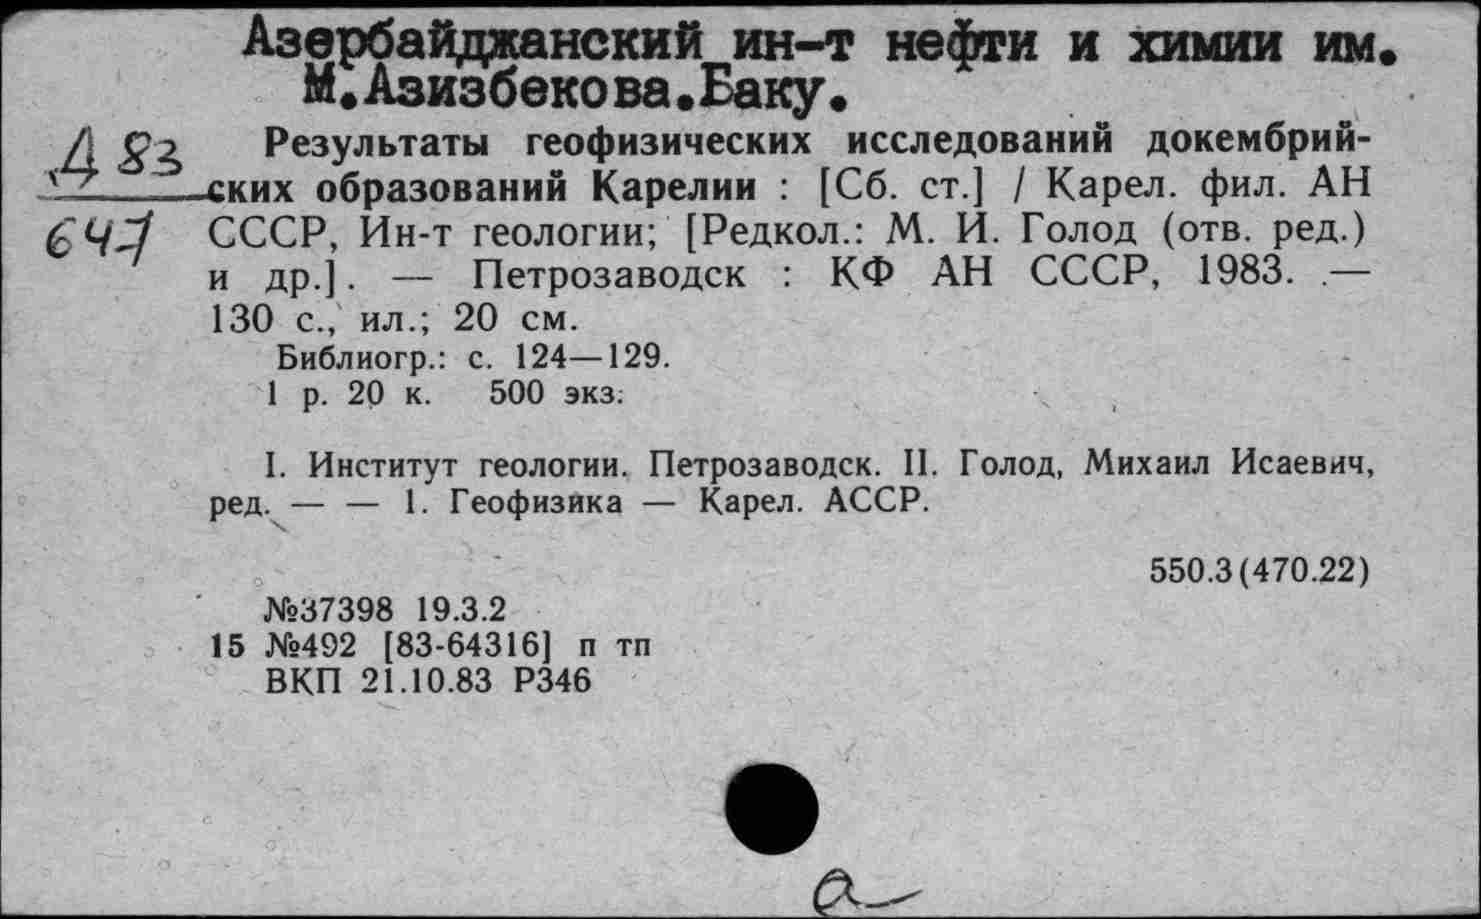 Азербайджанский ин-т нефти и химии им.
М.Азизбекова.Баку.
Д 83
647
Результаты геофизических исследований докембрий-
ских образований Карелии : [Сб. ст.] / Карел. фил. АН
СССР, Ин-т геологии; [Редкол.: М. И. Голод (отв. ред.)
и др.]. — Петрозаводск : КФ АН СССР, 1983. —
130 с., ил.; 20 см.
Библиогр.: с. 124—129.
1 р. 20 к. 500 экз.
I. Институт геологии. Петрозаводск. II. Голод, Михаил Исаевич,
ред. — — 1. Геофизика — Карел. АССР.
550.3(470.22)
№37398 19.3.2
15 №492 [83-64316] п тп
ВКП 21.10.83 Р346
а